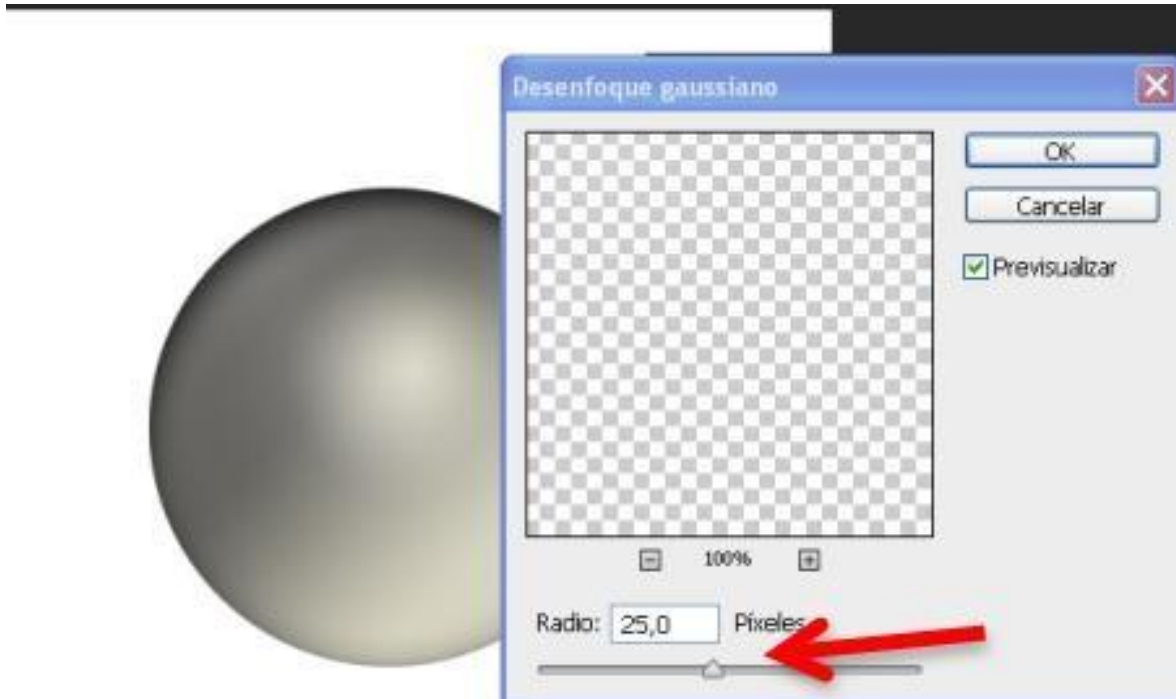 Desenfoque gaussiano
OK
Cancelar
Previsualizar
100%
Radio: 25,0 Píxeles